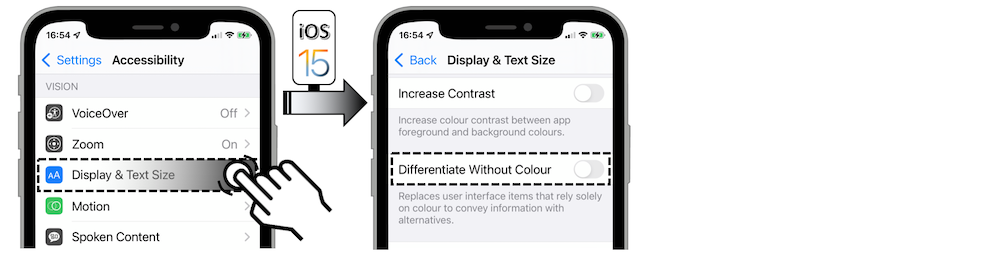 16:54
Settings Accessibility
VISION
VoiceOver Off
Zoom On
AA Display & Text Size
Motion
Spoken Content
iOS
15
16:54
Back Display & Text Size
Increase Contrast
Increase colour contrast between app
foreground and background colours.
Differentiate Without Colour
Replaces user interface items that rely solely
on colour to convey information with
alternatives.